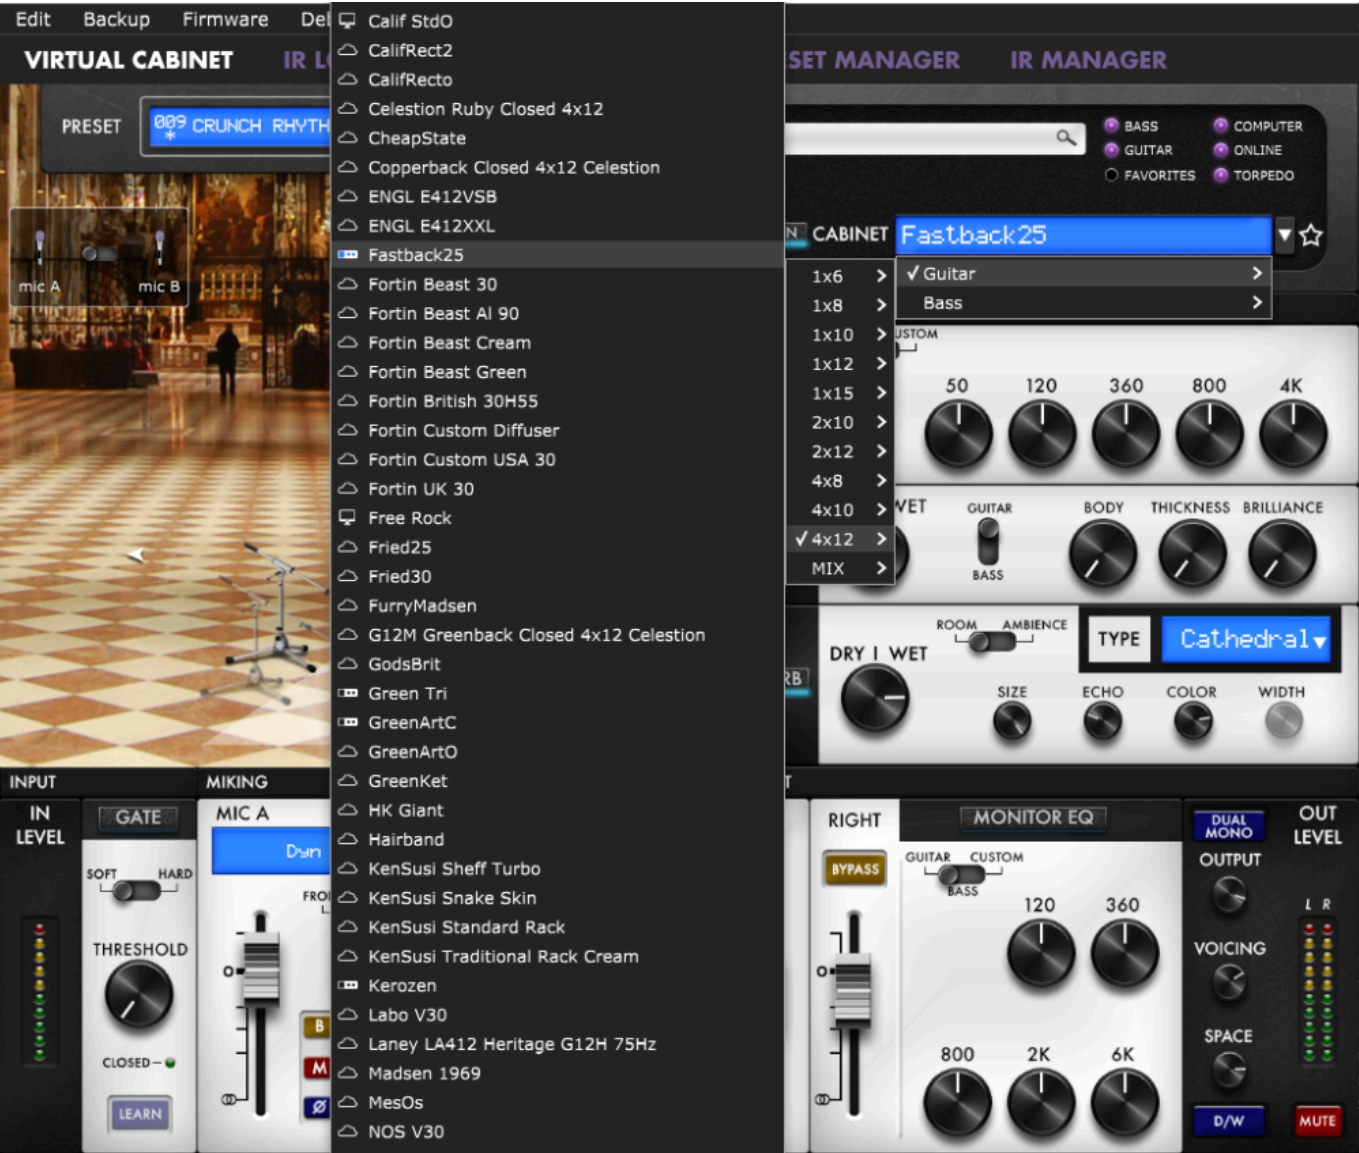 Edit Backup Firmware De
VIRTUAL CABINET IR L SET MANAGER IR MANAGER
PRESET 009 * CRUNCH RHYTH
BASS COMPUTER
GUITAR ONLINE
FAVORITES TORPEDO
mic A mic B
N CABINET Fastback25
✓ Guitar >
Bass >
Calif StdO
CalifRect2
CalifRecto
Celestion Ruby Closed 4x12
CheapState
Copperback Closed 4x12 Celestion
ENGL E412VSB
ENGL E412XXL
Fastback25
Fortin Beast 30
Fortin Beast Al 90
Fortin Beast Cream
Fortin Beast Green
Fortin British 30H55
Fortin Custom Diffuser
Fortin Custom USA 30
Fortin UK 30
Free Rock
Fried25
Fried30
FurryMadsen
G12M Greenback Closed 4x12 Celestion
GodsBrit
Green Tri
GreenArtC
GreenArtO
GreenKet
HK Giant
Hairband
KenSusi Sheff Turbo
KenSusi Snake Skin
KenSusi Standard Rack
KenSusi Traditional Rack Cream
Kerozen
Labo V30
Laney LA412 Heritage G12H 75Hz
Madsen 1969
MesOs
NOS V30
1x6 >
1x8 >
1x10 >
1x12 >
1x15 >
2x10 >
2x12 >
4x8 >
4x10 >
✓ 4x12 >
MIX >
USTOM
50 120 360 800 4K
WET GUITAR BODY THICKNESS BRILLIANCE
BASS
ROOM AMBIENCE TYPE Cathedral
RB DRY | WET
SIZE ECHO COLOR WIDTH
INPUT MIKING T
IN LEVEL
GATE
SOFT HARD
THRESHOLD
CLOSED
LEARN
MIC A
Dyn
FRO
B
M
Ø
O
RIGHT
BYPASS
O
MONITOR EQ
GUITAR CUSTOM
BASS
120 360
800 2K 6K
DUAL MONO
OUTPUT
VOICING
SPACE
D/W
OUT LEVEL
L R
MUTE